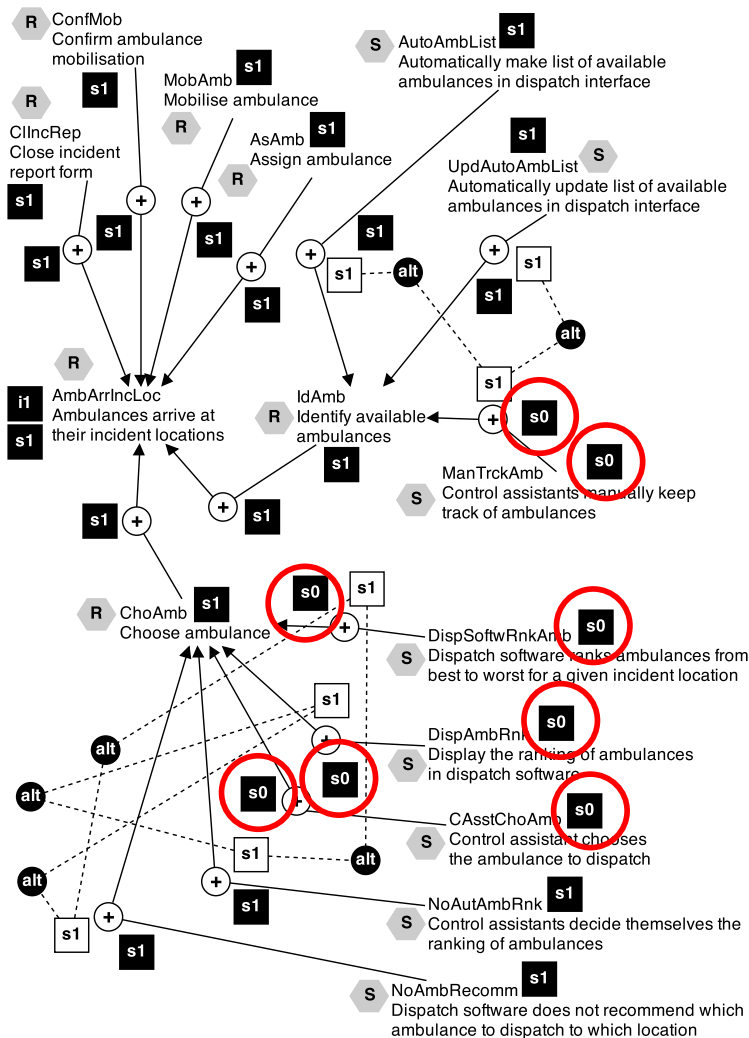 R
ConfMob
Confirm ambulance
mobilisation
s1
R
ClIncRep
Close incident
report form
s1
MobAmb
s1
Mobilise ambulance
R
AsAmb
s1
Assign ambulance
R
S
AutoAmbList
s1
Automatically make list of available
ambulances in dispatch interface
s1
UpdAutoAmbList
S
Automatically update list of available
ambulances in dispatch interface
+
+
+
+
+
+
s1
s1
s1
s1
s1
s1
alt
s1
s1
alt
s1
R
i1
s1
AmbArrIncLoc
Ambulances arrive at
their incident locations
R
IdAmb
Identify available
ambulances
s1
+
s0
s0
S
ManTrckAmb
Control assistants manually keep
track of ambulances
s1
+
+
s1
R
ChoAmb
s1
Choose ambulance
s0
s1
+
DispSoftwRnkAmb
s0
S
Dispatch software ranks ambulances from
best to worst for a given incident location
s1
+
DispAmbRnk
s0
S
Display the ranking of ambulances
in dispatch software
alt
alt
s0
s0
+
CAsstChoAmb
s0
S
Control assistant chooses
the ambulance to dispatch
s1
alt
alt
+
s1
NoAutAmbRnk
s1
S
Control assistants decide themselves the
ranking of ambulances
s1
+
s1
S
NoAmbRecomm
s1
Dispatch software does not recommend which
ambulance to dispatch to which location